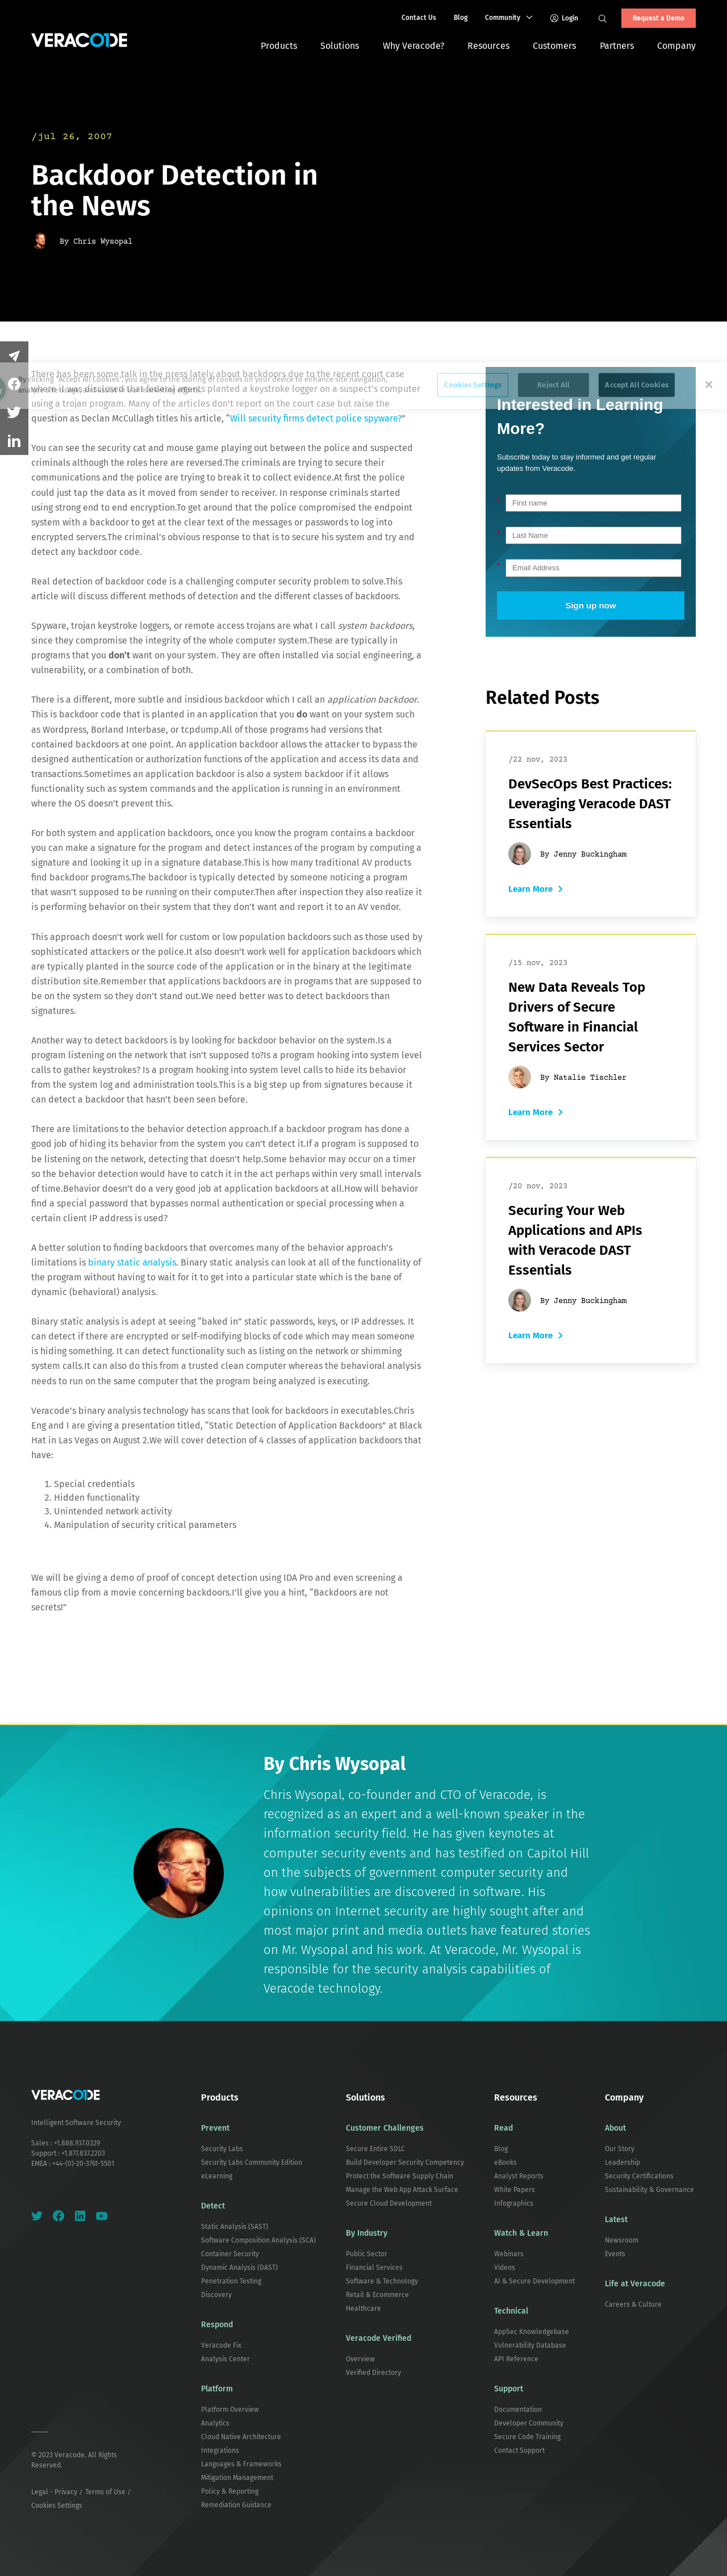 Contact Us
Blog
Community
Login
Request a Demo
VERACODE
Products
Solutions
Why Veracode?
Resources
Customers
Partners
Company
/jul 26, 2007
Backdoor Detection in
the News
By Chris Wysopal
There has been some talk in the press lately about backdoors due to the recent court case
where it was disclosed that federal agents planted a keystroke logger on a suspect's computer
using a trojan program. Many of the articles don't report on the court case but raise the
question as Declan McCullagh titles his article, "Will security firms detect police spyware?"
By clicking "Accept All Cookies", you agree to the storing of cookies on your device to enhance site navigation,
analyze site usage, and assist in our marketing efforts.
Cookies Settings
Reject All
Accept All Cookies
You can see the security cat and mouse game playing out between the police and suspected
criminals although the roles here are reversed.The criminals are trying to secure their
communications and the police are trying to break it to collect evidence.At first the police
could just tap the data as it moved from sender to receiver. In response criminals started
using strong end to end encryption.To get around that the police compromised the endpoint
system with a backdoor to get at the clear text of the messages or passwords to log into
encrypted servers.The criminal's obvious response to that is to secure his system and try and
detect any backdoor code.
Real detection of backdoor code is a challenging computer security problem to solve.This
article will discuss different methods of detection and the different classes of backdoors.
Spyware, trojan keystroke loggers, or remote access trojans are what I call system backdoors,
since they compromise the integrity of the whole computer system.These are typically in
programs that you don't want on your system. They are often installed via social engineering, a
vulnerability, or a combination of both.
There is a different, more subtle and insidious backdoor which I call an application backdoor.
This is backdoor code that is planted in an application that you do want on your system such
as Wordpress, Borland Interbase, or tcpdump.All of those programs had versions that
contained backdoors at one point. An application backdoor allows the attacker to bypass the
designed authentication or authorization functions of the application and access its data and
transactions.Sometimes an application backdoor is also a system backdoor if it allows
functionality such as system commands and the application is running in an environment
where the OS doesn't prevent this.
For both system and application backdoors, once you know the program contains a backdoor
you can make a signature for the program and detect instances of the program by computing a
signature and looking it up in a signature database.This is how many traditional AV products
find backdoor programs.The backdoor is typically detected by someone noticing a program it
that wasn't supposed to be running on their computer.Then after inspection they also realize it
is performing behavior on their system that they don't want and report it to an AV vendor.
This approach doesn't work well for custom or low population backdoors such as those used by
sophisticated attackers or the police.It also doesn't work well for application backdoors which
are typically planted in the source code of the application or in the binary at the legitimate
distribution site.Remember that applications backdoors are in programs that are supposed to
be on the system so they don't stand out.We need better was to detect backdoors than
signatures.
Another way to detect backdoors is by looking for backdoor behavior on the system.Is a
program listening on the network that isn't supposed to?Is a program hooking into system level
calls to gather keystrokes? Is a program hooking into system level calls to hide its behavior
from the system log and administration tools.This is a big step up from signatures because it
can detect a backdoor that hasn't been seen before.
There are limitations to the behavior detection approach.If a backdoor program has done a
good job of hiding its behavior from the system you can't detect it.If a program is supposed to
be listening on the network, detecting that doesn't help.Some behavior may occur so seldom
that the behavior detection would need to catch it in the act perhaps within very small intervals
of time.Behavior doesn't do a very good job at application backdoors at all.How will behavior
find a special password that bypasses normal authentication or special processing when a
certain client IP address is used?
A better solution to finding backdoors that overcomes many of the behavior approach's
limitations is binary static analysis. Binary static analysis can look at all of the functionality of
the program without having to wait for it to get into a particular state which is the bane of
dynamic (behavioral) analysis.
Binary static analysis is adept at seeing "baked in" static passwords, keys, or IP addresses. It
can detect if there are encrypted or self-modifying blocks of code which may mean someone
is hiding something. It can detect functionality such as listing on the network or shimming
system calls.It can also do this from a trusted clean computer whereas the behavioral analysis
needs to run on the same computer that the program being analyzed is executing.
Veracode's binary analysis technology has scans that look for backdoors in executables.Chris
Eng and I are giving a presentation titled, "Static Detection of Application Backdoors" at Black
Hat in Las Vegas on August 2.We will cover detection of 4 classes of application backdoors that
have:
1. Special credentials
2. Hidden functionality
3. Unintended network activity
4. Manipulation of security critical parameters
We will be giving a demo of proof of concept detection using IDA Pro and even screening a
famous clip from a movie concerning backdoors.I'll give you a hint, "Backdoors are not
secrets!"
Interested in Learning
More?
Subscribe today to stay informed and get regular
updates from Veracode.
* First name
* Last Name
* Email Address
Sign up now
Related Posts
/22 nov, 2023
DevSecOps Best Practices:
Leveraging Veracode DAST
Essentials
By Jenny Buckingham
Learn More
/15 nov, 2023
New Data Reveals Top
Drivers of Secure
Software in Financial
Services Sector
By Natalie Tischler
Learn More
/20 nov, 2023
Securing Your Web
Applications and APIs
with Veracode DAST
Essentials
By Jenny Buckingham
Learn More
By Chris Wysopal
Chris Wysopal, co-founder and CTO of Veracode, is
recognized as an expert and a well-known speaker in the
information security field. He has given keynotes at
computer security events and has testified on Capitol Hill
on the subjects of government computer security and
how vulnerabilities are discovered in software. His
opinions on Internet security are highly sought after and
most major print and media outlets have featured stories
on Mr. Wysopal and his work. At Veracode, Mr. Wysopal is
responsible for the security analysis capabilities of
Veracode technology.
VERACODE
Intelligent Software Security
Sales : +1.888.937.0329
Support : +1.877.837.2203
EMEA : +44-(0)-20-3761-5501
© 2023 Veracode. All Rights
Reserved.
Legal - Privacy / Terms of Use /
Cookies Settings
Products
Prevent
Security Labs
Security Labs Community Edition
eLearning
Detect
Static Analysis (SAST)
Software Composition Analysis (SCA)
Container Security
Dynamic Analysis (DAST)
Penetration Testing
Discovery
Respond
Veracode Fix
Analysis Center
Platform
Platform Overview
Analytics
Cloud Native Architecture
Integrations
Languages & Frameworks
Mitigation Management
Policy & Reporting
Remediation Guidance
Solutions
Customer Challenges
Secure Entire SDLC
Build Developer Security Competency
Protect the Software Supply Chain
Manage the Web App Attack Surface
Secure Cloud Development
By Industry
Public Sector
Financial Services
Software & Technology
Retail & Ecommerce
Healthcare
Veracode Verified
Overview
Verified Directory
Resources
Read
Blog
eBooks
Analyst Reports
White Papers
Infographics
Watch & Learn
Webinars
Videos
AI & Secure Development
Technical
AppSec Knowledgebase
Vulnerability Database
API Reference
Support
Documentation
Developer Community
Secure Code Training
Contact Support
Company
About
Our Story
Leadership
Security Certifications
Sustainability & Governance
Latest
Newsroom
Events
Life at Veracode
Careers & Culture